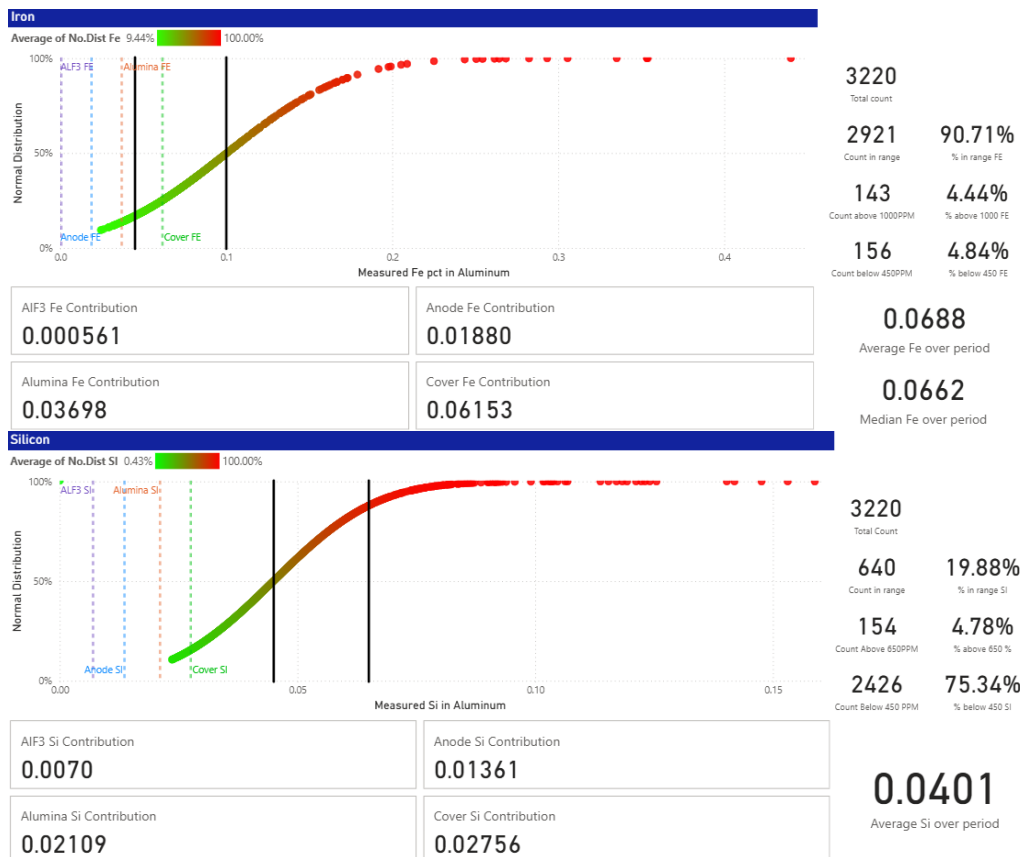 Iron
Average of No.Dist Fe 9.44% 100.00%
100%
ALF3 FE
Alumina FE
Normal Distribution
50%
Anode FE
Cover FE
0%
0.0 0.1 0.2 0.3 0.4
Measured Fe pct in Aluminum
3220
Total count
2921 90.71%
Count in range % in range FE
143 4.44%
Count above 1000PPM % above 1000 FE
156 4.84%
Count below 450PPM % below 450 FE
AlF3 Fe Contribution
0.000561
Anode Fe Contribution
0.01880
Alumina Fe Contribution
0.03698
Cover Fe Contribution
0.06153
0.0688
Average Fe over period
0.0662
Median Fe over period
Silicon
Average of No.Dist SI 0.43% 100.00%
100%
ALF3 SI
Alumina SI
Normal Distribution
50%
Anode SI
Cover SI
0%
0.00 0.05 0.10 0.15
Measured Si in Aluminum
3220
Total Count
640 19.88%
Count in range % in range SI
154 4.78%
Count Above 650PPM % above 650 %
2426 75.34%
Count Below 450 PPM % below 450 SI
AlF3 Si Contribution
0.0070
Anode Si Contribution
0.01361
Alumina Si Contribution
0.02109
Cover Si Contribution
0.02756
0.0401
Average Si over period